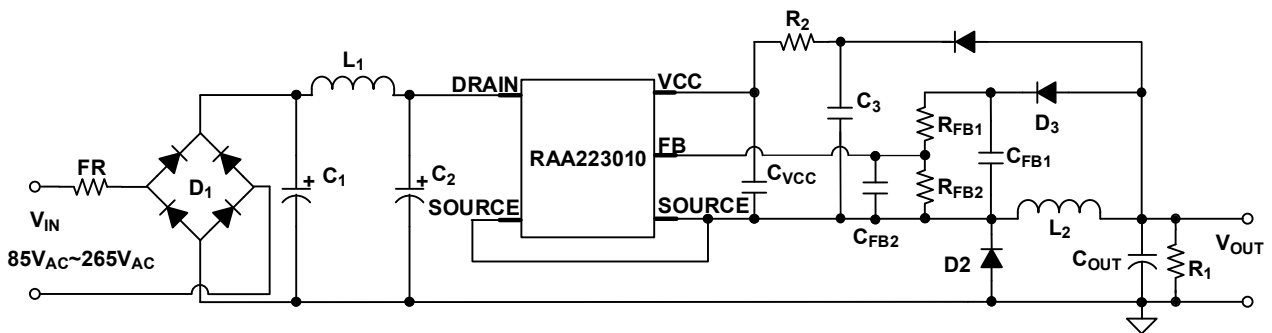 R2
L1
DRAIN
VCC
C3
D3
RFB1
FR
RAA223010
FB
CFB1
D1
C1
C2
CVCC
RFB2
VIN
SOURCE
SOURCE
L2
CFB2
VOUT
85VAC~265VAC
D2
COUT
R1